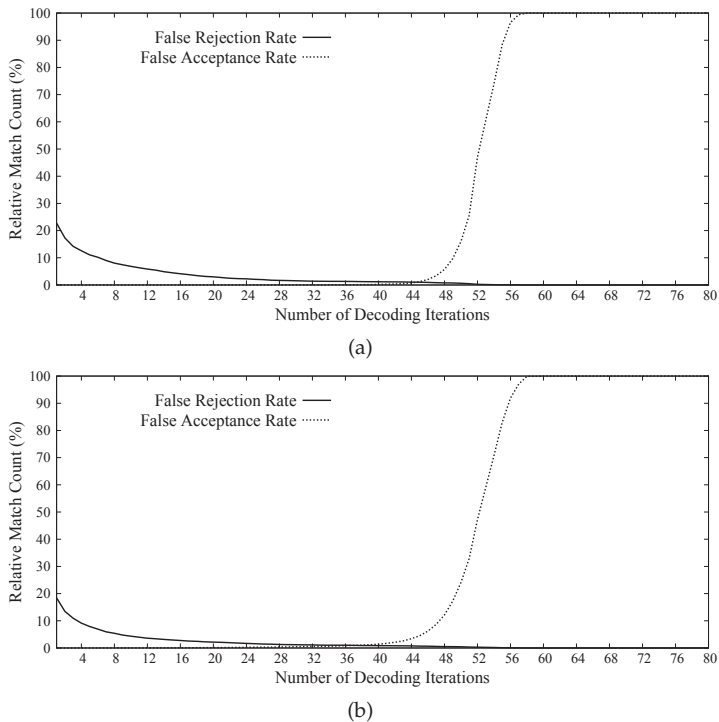 100
90
80
70
60
50
40
30
20
10
0
Relative Match Count (%)
False Rejection Rate
False Acceptance Rate
4 8 12 16 20 24 28 32 36 40 44 48 52 56 60 64 68 72 76 80
Number of Decoding Iterations
(a)
100
90
80
70
60
50
40
30
20
10
0
Relative Match Count (%)
False Rejection Rate
False Acceptance Rate
4 8 12 16 20 24 28 32 36 40 44 48 52 56 60 64 68 72 76 80
Number of Decoding Iterations
(b)